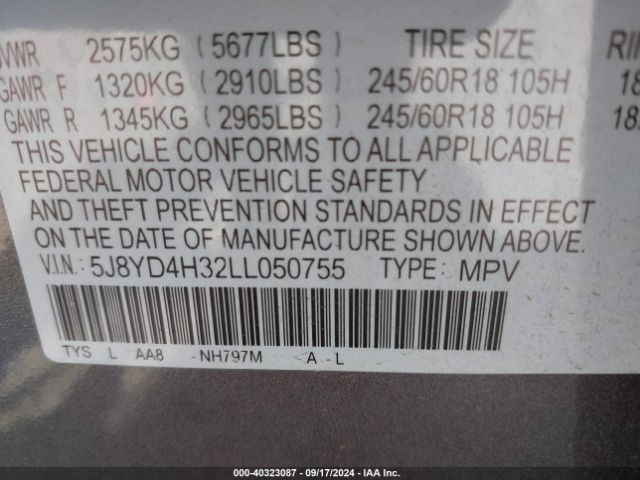 VWR 2575KG (5677LBS) TIRE SIZE RI
GAWR F 1320KG (2910LBS) 245/60R18 105H 18
GAWR R 1345KG (2965LBS) 245/60R18 105H 18
THIS VEHICLE CONFORMS TO ALL APPLICABLE
FEDERAL MOTOR VEHICLE SAFETY
AND THEFT PREVENTION STANDARDS IN EFFECT
ON THE DATE OF MANUFACTURE SHOWN ABOVE.
V.I.N: 5J8YD4H32LL050755 TYPE: MPV
TYS L AA8 - NH797M A - L
000-40323087 - 09/17/2024 - IAA Inc.